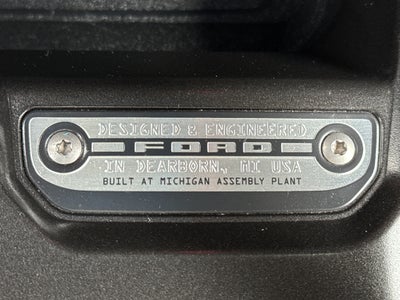 DESIGNED & ENGINEERED
FORD
IN DEARBORN, MI USA
BUILT AT MICHIGAN ASSEMBLY PLANT